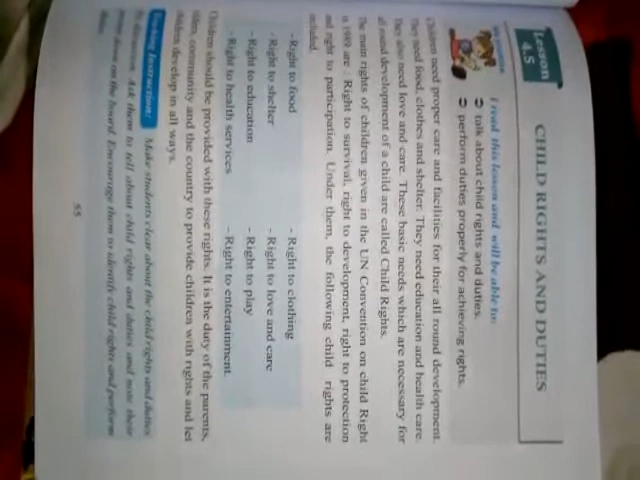 Lesson
4.5
CHILD RIGHTS AND DUTIES
I read this lesson and will be able to:
➲ talk about child rights and duties.
➲ perform duties properly for achieving rights.
Children need proper care and facilities for their all round development.
They need food, clothes and shelter. They need education and health care.
They also need love and care. These basic needs which are necessary for
all round development of a child are called Child Rights.
The main rights of children given in the UN Convention on child Right
in 1989 are : Right to survival, right to development, right to protection
and right to participation. Under them, the following child rights are
included.
- Right to food
- Right to clothing
- Right to shelter
- Right to love and care
- Right to education
- Right to play
- Right to health services
- Right to entertainment.
Children should be provided with these rights. It is the duty of the parents,
elders, community and the country to provide children with rights and let
children develop in all ways.
Teaching Instruction: Make students clear about the child rights and duties
by discussion. Ask them to tell about child rights and duties and note their
points down on the board. Encourage them to identify child rights and perform
duties.
55